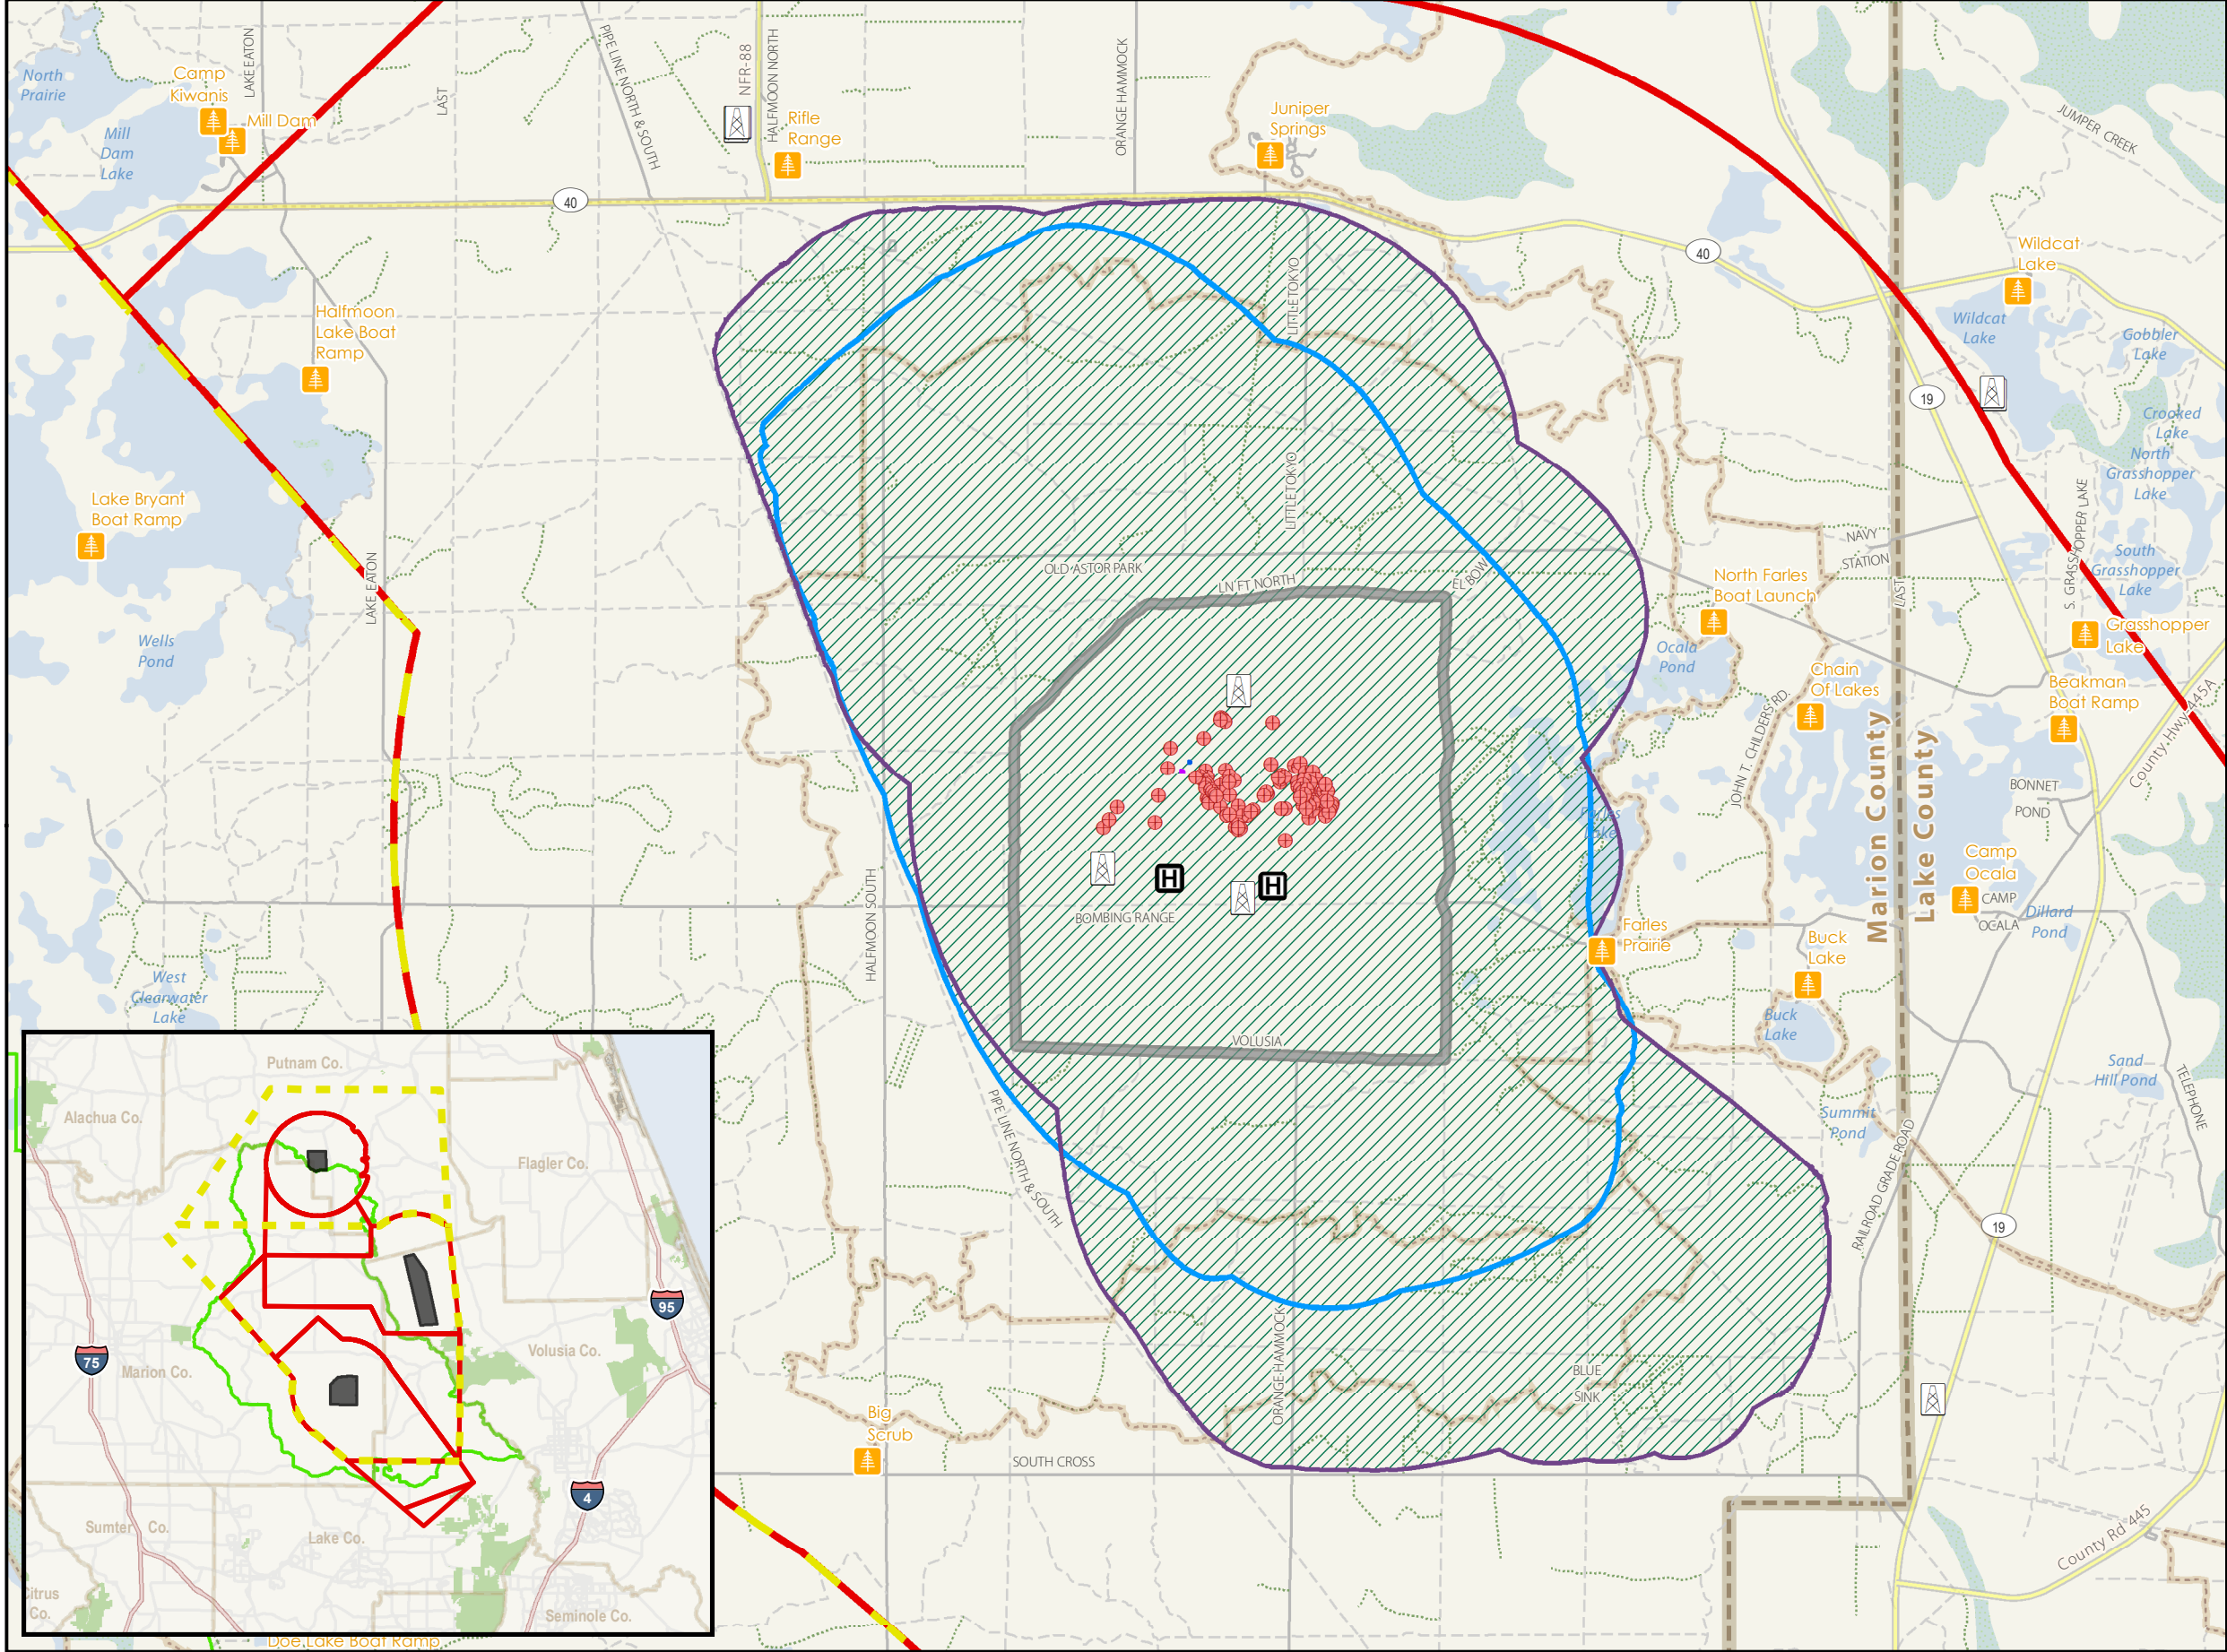 North
Prairie
Camp
Kiwanis
LAKE EATON
Mill Dam
Mill
Dam
Lake
LAST
PIPE LINE NORTH & SOUTH
NFR-88
HALFMOON NORTH
Rifle
Range
ORANGE HAMMOCK
Juniper
Springs
JUMPER CREEK
40
40
Wildcat
Lake
Wildcat
Lake
Gobbler
Lake
Halfmoon
Lake Boat
Ramp
LITTLE TOKYO
19
Crooked
Lake
North
Grasshopper
Lake
Lake Bryant
Boat Ramp
LITTLE TOKYO
S. GRASSHOPPER LAKE
NAVY
STATION
South
Grasshopper
Lake
LAKE EATON
OLD ASTOR PARK
LN FT NORTH
EL BOW
North Farles
Boat Launch
LAST
Grasshopper
Lake
Wells
Pond
Ocala
Pond
Chain
Of Lakes
Beakman
Boat Ramp
JOHN T. CHILDERS RD.
County Hwy 445A
Marion County
Lake County
BONNET
POND
Farles
Lake
Camp
Ocala
CAMP
OCALA
Dillard
Pond
H
H
HALFMOON SOUTH
BOMBING RANGE
Farles
Prairie
Buck
Lake
West
Clearwater
Lake
Buck
Lake
VOLUSIA
Sand
Hill Pond
TELEPHONE
PIPE LINE NORTH & SOUTH
Summit
Pond
RAILROAD GRADE ROAD
19
ORANGE HAMMOCK
BLUE
SINK
Big
Scrub
SOUTH CROSS
County Rd 445
Putnam Co.
Alachua Co.
Flagler Co.
95
75
Marion Co.
Volusia Co.
4
Sumter Co.
Lake Co.
Citrus
Co.
Seminole Co.
Doe Lake Boat Ramp